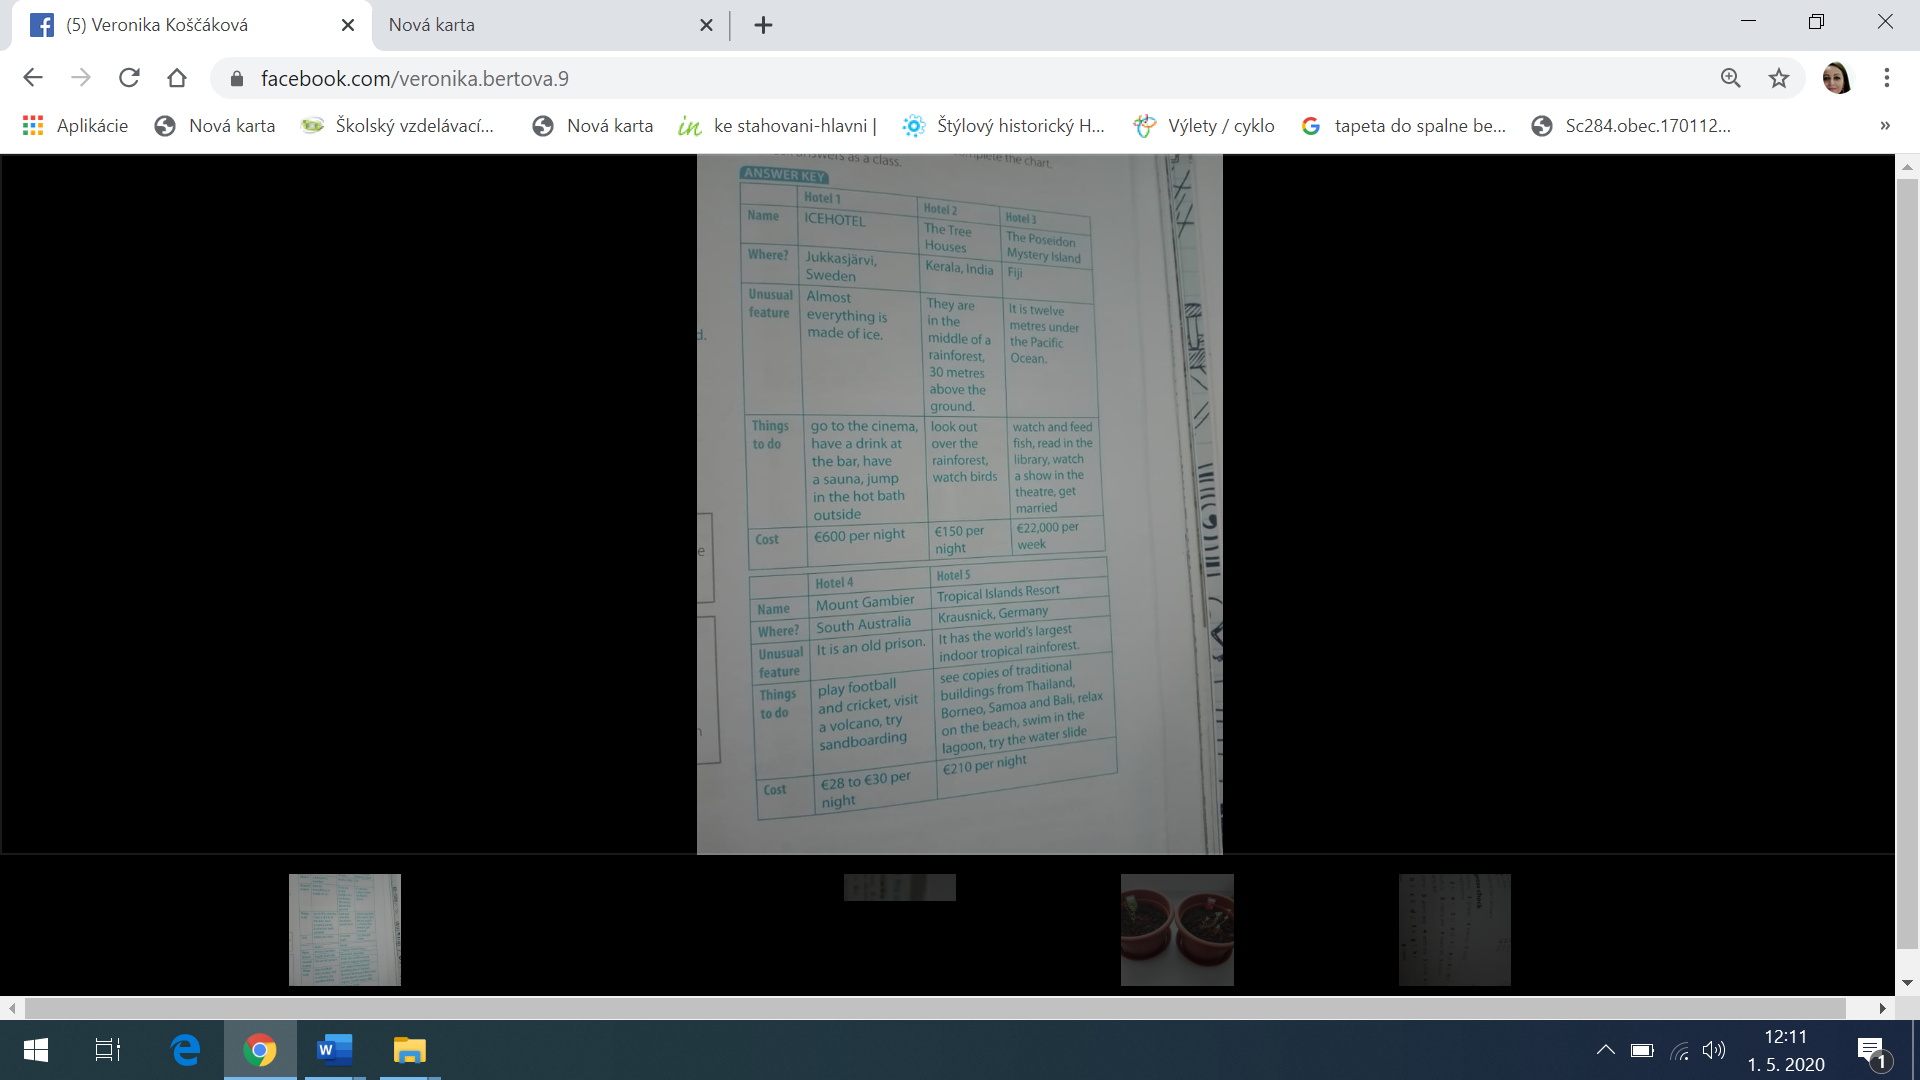 (5) Veronika Koščáková
Nová karta
facebook.com/veronika.bertova.9
Aplikácie
Nová karta
Školský vzdelávací...
Nová karta
in
ke stahovani-hlavni |
Štýlový historický H...
Výlety / cyklo
tapeta do spalne be...
Sc284.obec.170112...
»
answers as a class.
the chart.
ANSWER KEY
Hotel 1
Hotel 2
Hotel 3
Name
ICEHOTEL
The Tree
Houses
The Poseidon
Mystery Island
Where?
Jukkasjärvi,
Sweden
Kerala, India
Fiji
Unusual
feature
Almost
everything is
made of ice.
They are
in the
middle of a
rainforest,
30 metres
above the
ground.
It is twelve
metres under
the Pacific
Ocean.
d.
Things
to do
go to the cinema,
have a drink at
the bar, have
a sauna, jump
in the hot bath
outside
look out
over the
rainforest,
watch birds
watch and feed
fish, read in the
library, watch
a show in the
theatre, get
married
Cost
€600 per night
€150 per
night
€22,000 per
week
e
Hotel 4
Hotel 5
Name
Mount Gambier
Tropical Islands Resort
Where?
South Australia
Krausnick, Germany
Unusual
feature
It is an old prison.
It has the world's largest
indoor tropical rainforest.
Things
to do
play football
and cricket, visit
a volcano, try
sandboarding
see copies of traditional
buildings from Thailand,
Borneo, Samoa and Bali, relax
on the beach, swim in the
lagoon, try the water slide
Cost
€28 to €30 per
night
€210 per night
W
12:11
1. 5. 2020
1